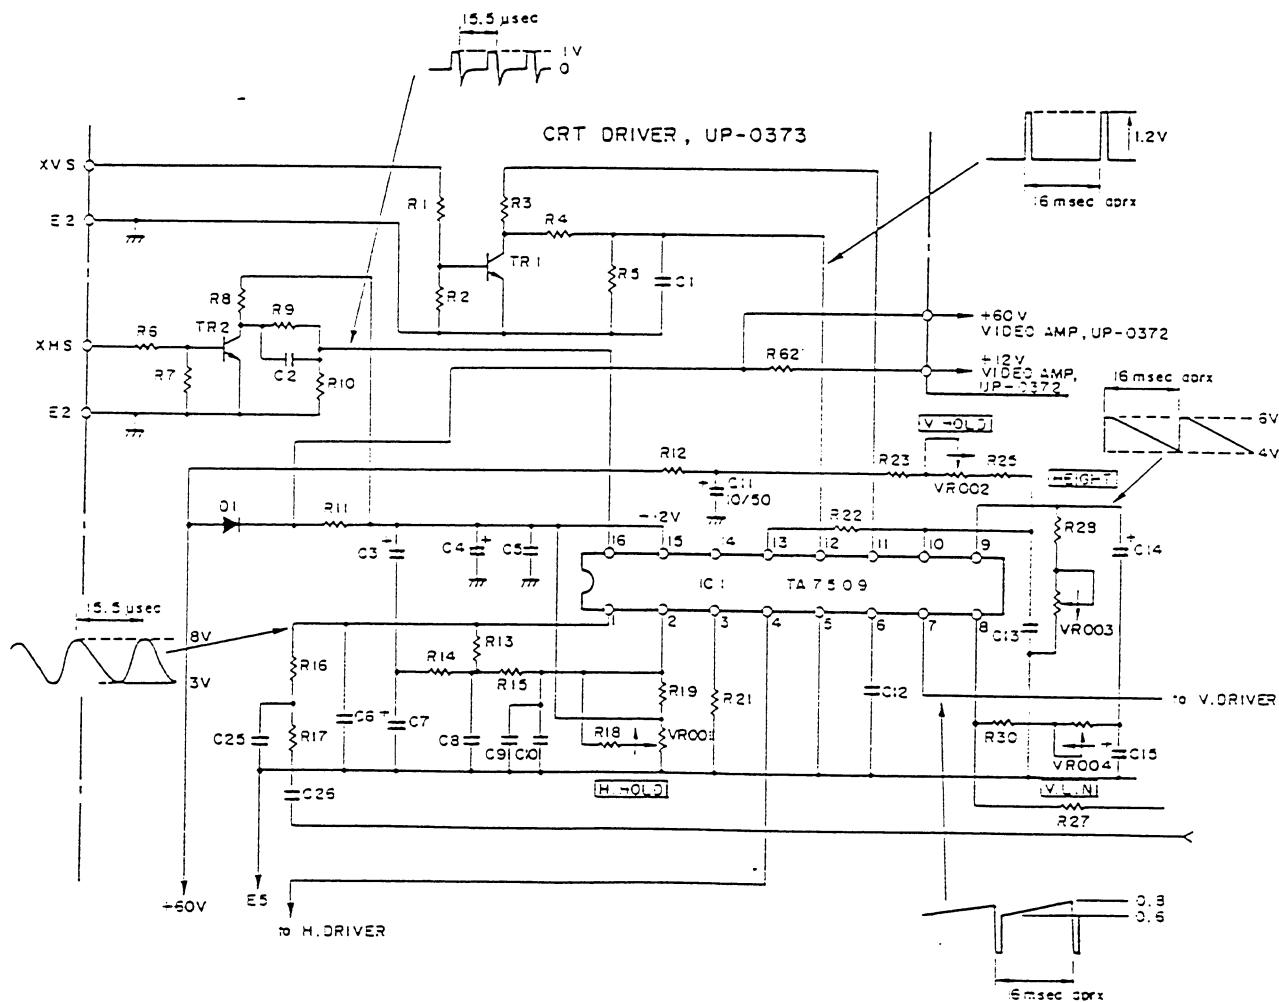 15.5 µsec
1V
0
CRT DRIVER, UP-0373
1.2V
16 msec aprx
XVS
E2
R1
R3
R4
TR1
R2
R5
C1
R8
R9
TR2
R6
XHS
R7
C2
R10
E2
+60V
VIDEO AMP, UP-0372
R62
+12V
VIDEO AMP,
UP-0372
16 msec aprx
6V
4V
V.HOLD
R12
R23
R25
VR002
C11
10/50
HEIGHT
D1
R11
+12V
R22
R29
C3
C4
C5
C14
16
15
14
13
12
11
10
9
IC1
TA7509
1
2
3
4
5
6
7
8
C13
VR003
15.5 µsec
8V
3V
R16
R13
R14
R15
R19
R21
C12
to V.DRIVER
C25
R17
C6
C7
C8
C9
C10
R18
VR001
R30
VR004
C15
C26
H.HOLD
V.LIN
R27
+60V
E5
to H.DRIVER
0.8
0.6
16 msec aprx